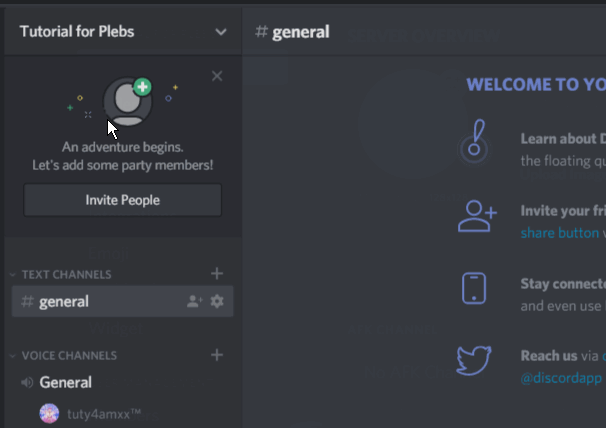 Tutorial for Plebs
# general
An adventure begins.
Let's add some party members!
Invite People
TEXT CHANNELS
# general
VOICE CHANNELS
General
tuty4amxx™
WELCOME TO YO
Learn about D
the floating qu
Invite your fri
share button w
Stay connecte
and even use
Reach us via
@discordapp